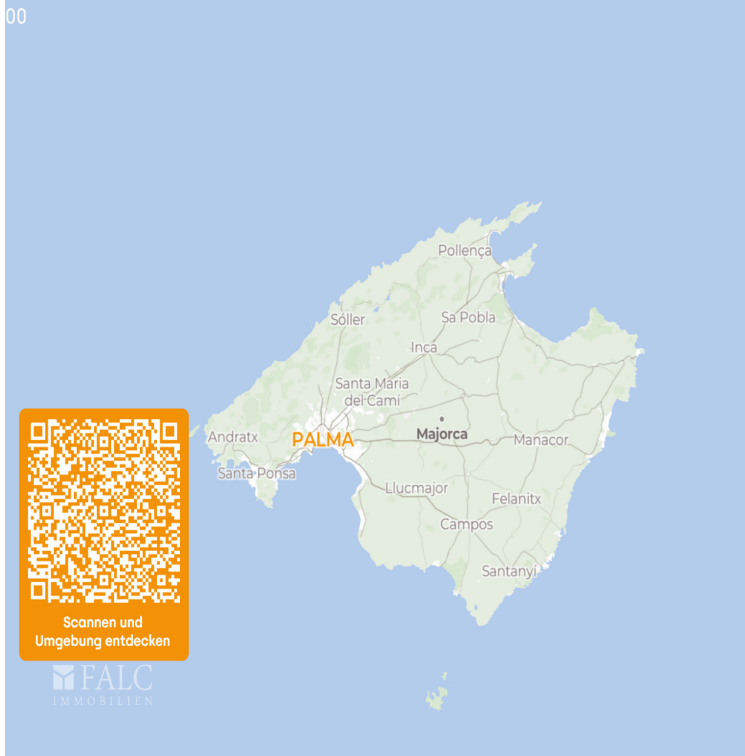 00
Pollença
Sóller
Sa Pobla
Inca
Santa Maria
del Camí
Andratx
PALMA
Majorca
Manacor
Santa Ponsa
Llucmajor
Felanitx
Campos
Santanyí
Scannen und
Umgebung entdecken
FALC
IMMOBILIEN